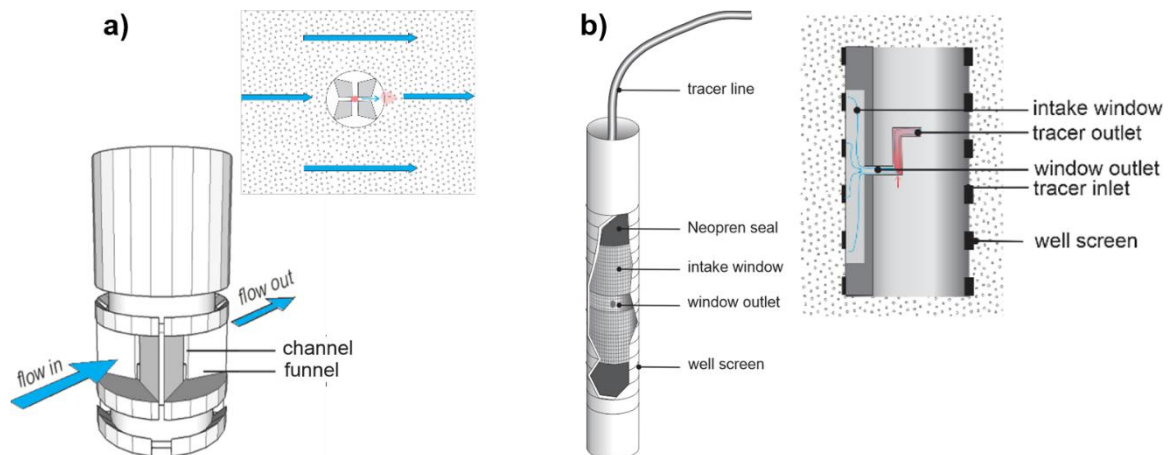 a)
flow out
flow in
channel
funnel
b)
tracer line
Neopren seal
intake window
window outlet
well screen
intake window
tracer outlet
window outlet
tracer inlet
well screen